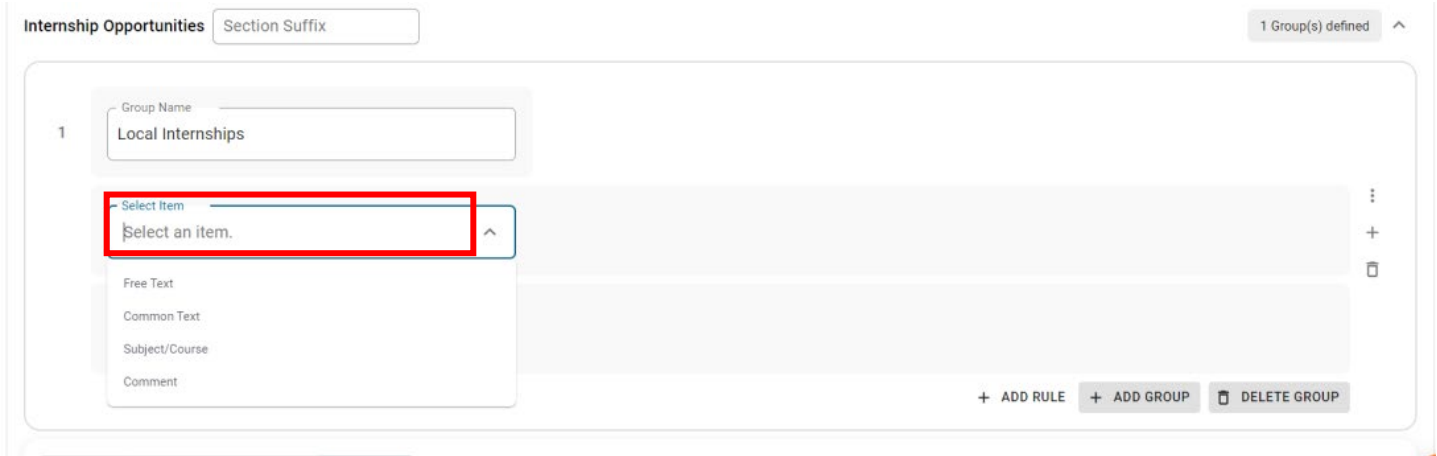 Internship Opportunities Section Suffix 1 Group(s) defined
Group Name
1 Local Internships
Select Item
Select an item.
Free Text
Common Text
Subject/Course
Comment
+ ADD RULE + ADD GROUP DELETE GROUP